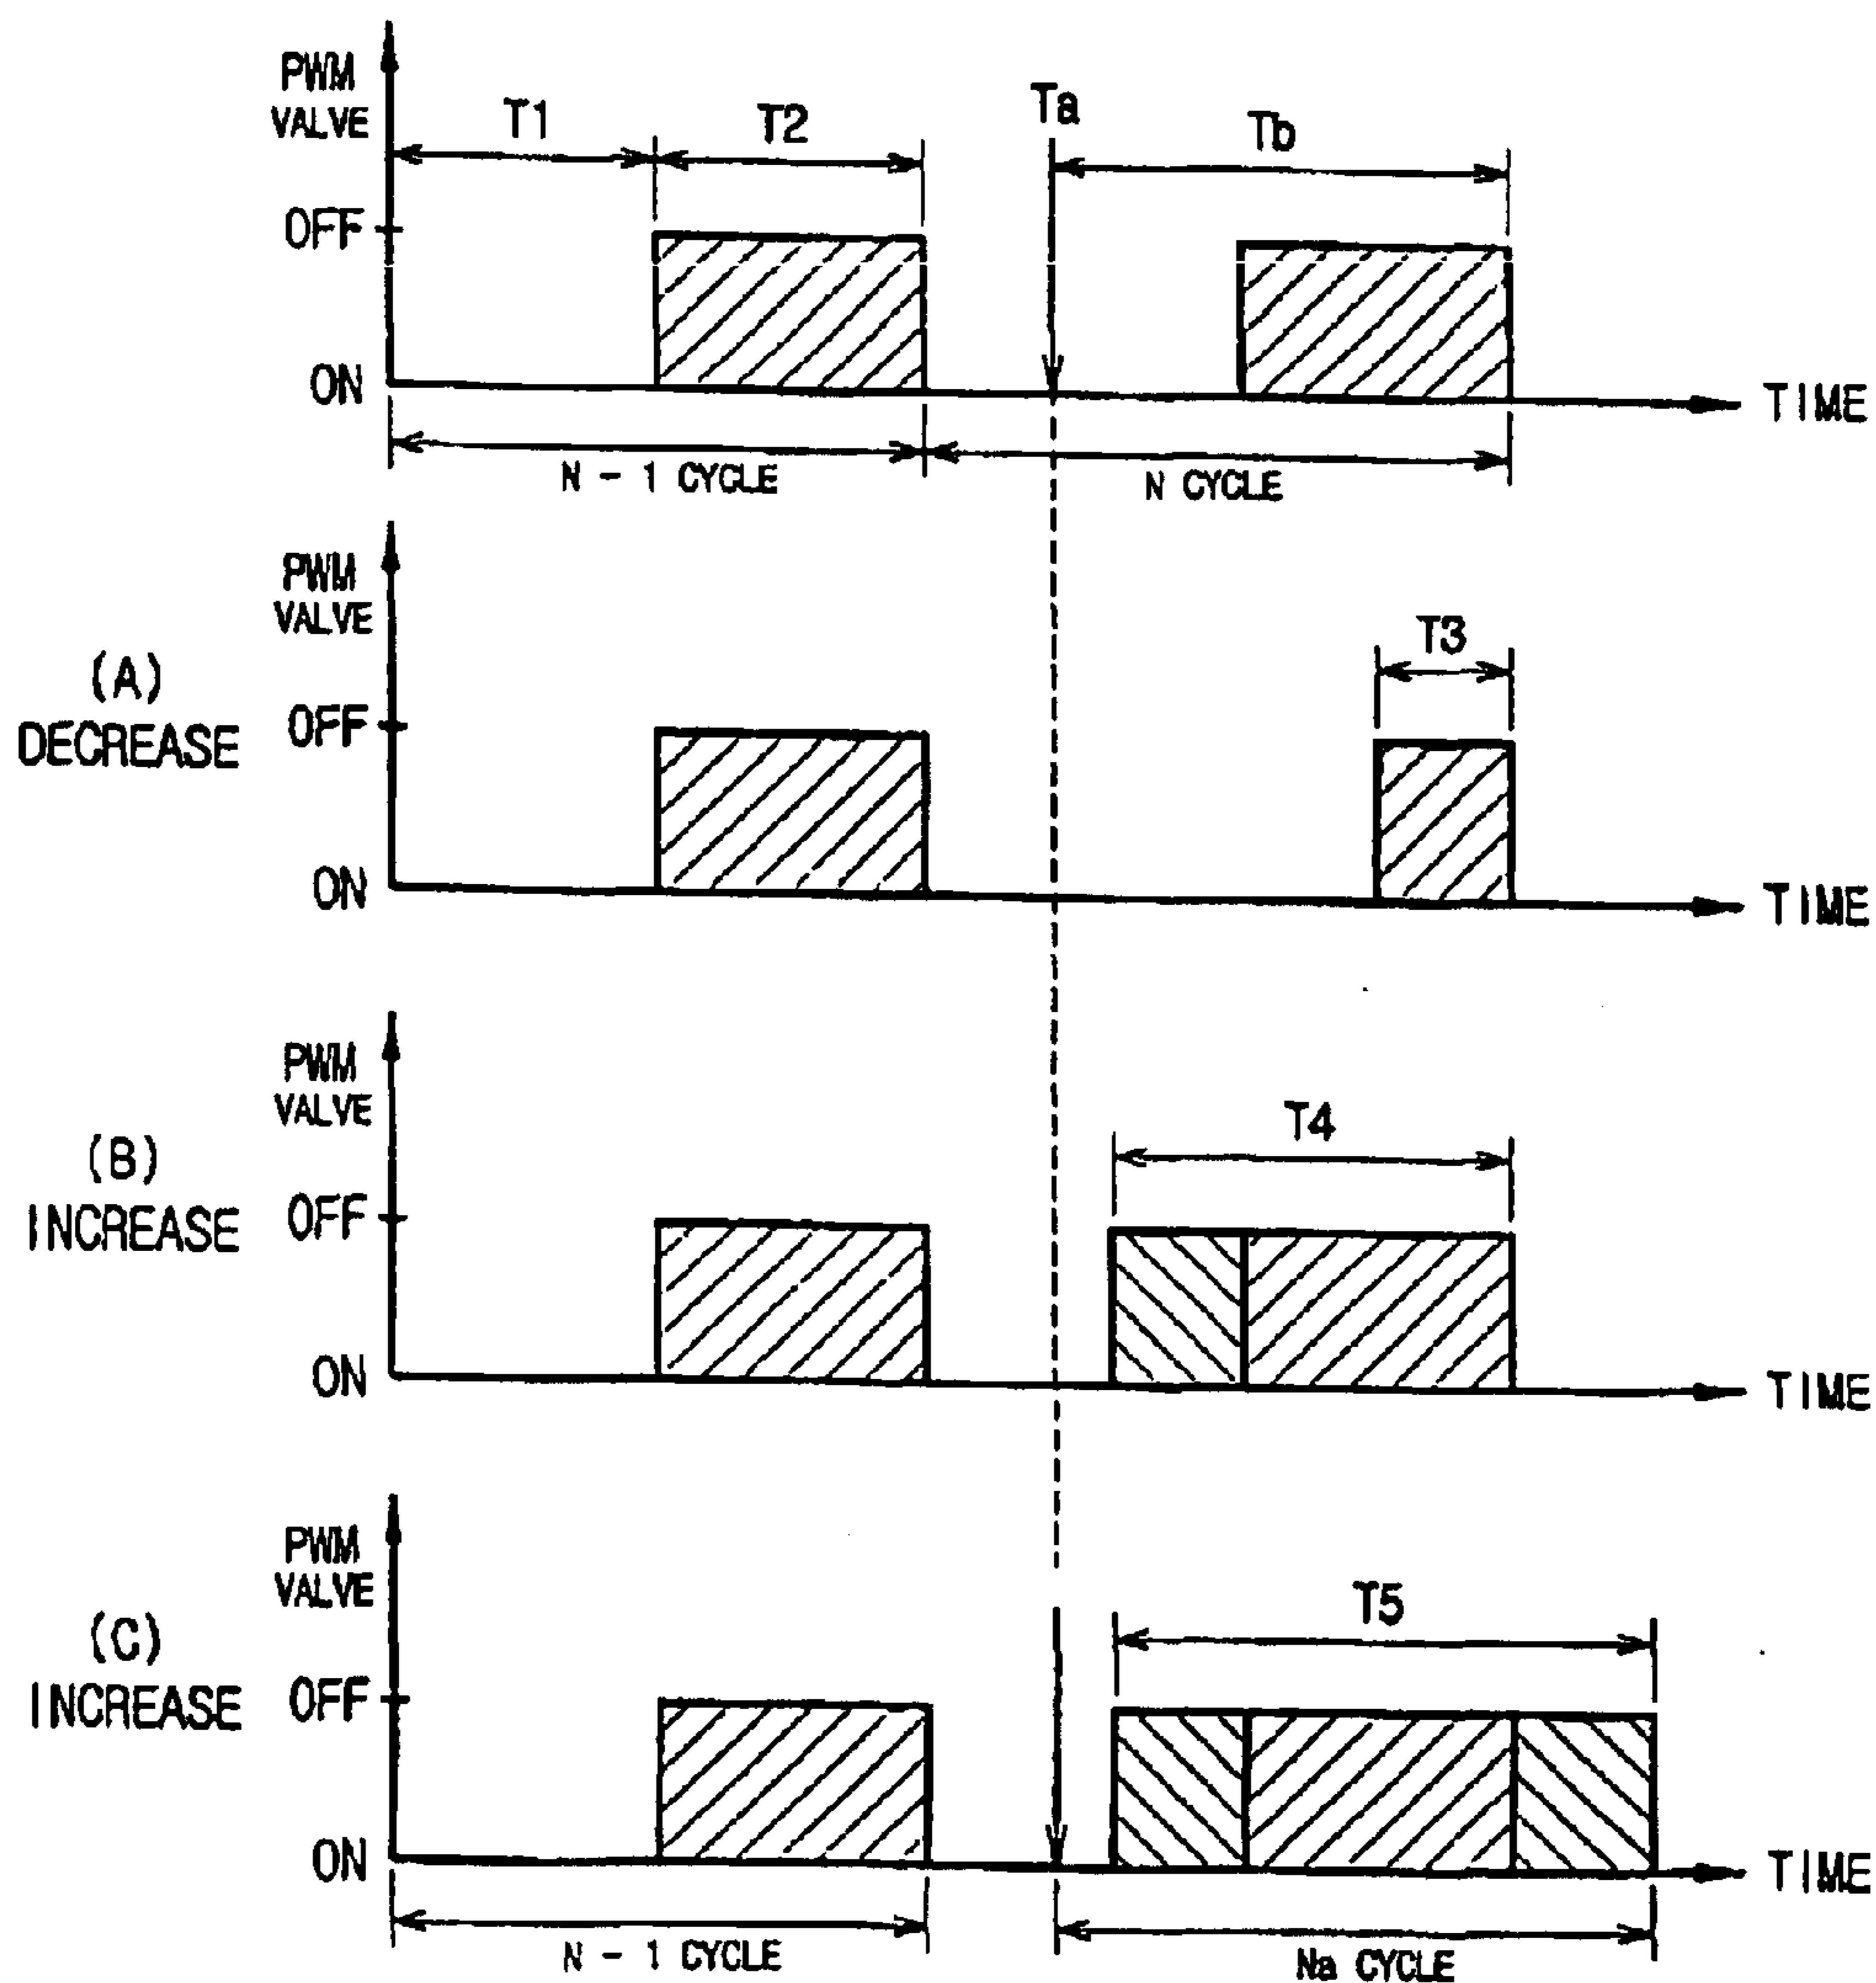 PWM
VALVE
T1
T2
Ta
Tb
OFF
ON
TIME
N - 1 CYCLE
N CYCLE
(A)
DECREASE
PWM
VALVE
T3
OFF
ON
TIME
(B)
INCREASE
PWM
VALVE
T4
OFF
ON
TIME
(C)
INCREASE
PWM
VALVE
T5
OFF
ON
TIME
N - 1 CYCLE
Na CYCLE